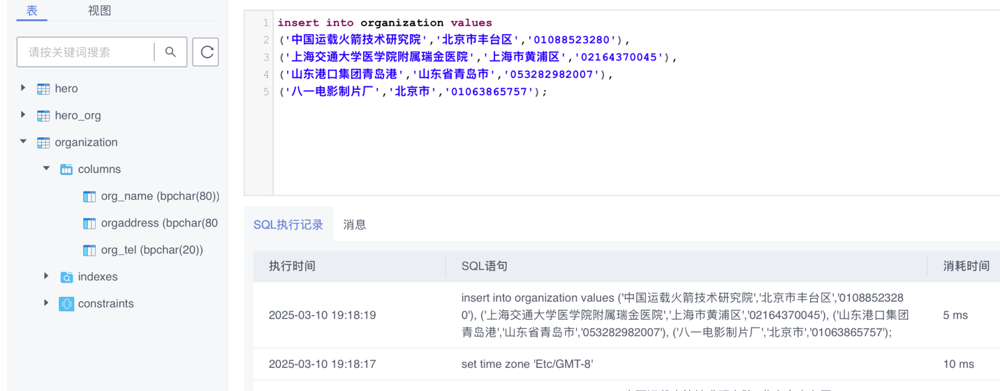 表 视图
请按关键词搜索
hero
hero_org
organization
columns
org_name (bpchar(80))
orgaddress (bpchar(80
org_tel (bpchar(20))
indexes
constraints
1 insert into organization values
2 ('中国运载火箭技术研究院','北京市丰台区','01088523280'),
3 ('上海交通大学医学院附属瑞金医院','上海市黄浦区','02164370045'),
4 ('山东港口集团青岛港','山东省青岛市','053282982007'),
5 ('八一电影制片厂','北京市','01063865757');
SQL执行记录 消息
执行时间 SQL语句 消耗时间
insert into organization values ('中国运载火箭技术研究院','北京市丰台区','0108852328
2025-03-10 19:18:19 0'), ('上海交通大学医学院附属瑞金医院','上海市黄浦区','02164370045'), ('山东港口集团 5 ms
青岛港','山东省青岛市','053282982007'), ('八一电影制片厂','北京市','01063865757');
2025-03-10 19:18:17 set time zone 'Etc/GMT-8' 10 ms